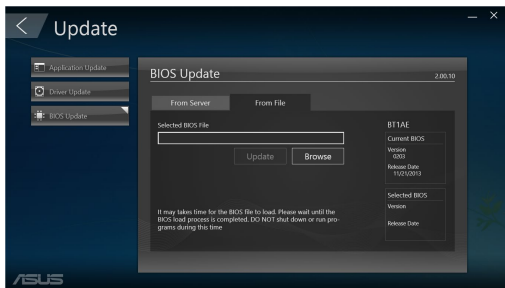 Update
Application Update
Driver Update
BIOS Update
BIOS Update
2.00.10
From Server
From File
Selected BIOS File
Update
Browse
It may takes time for the BIOS file to load. Please wait until the
BIOS load process is completed. DO NOT shut down or run pro-
grams during this time
BT1AE
Current BIOS
Version
0203
Release Date
11/21/2013
Selected BIOS
Version
Release Date
ASUS